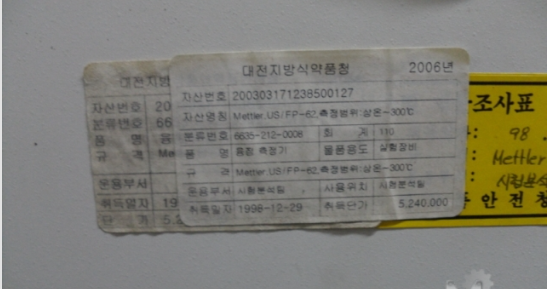 대전지방식약품청 2006년
자산번호 200303171238500127
자산명칭 Mettler.US/FP-62,측정범위:상온~300℃
분류번호 6635-212-0008 회 계 110
품 명 융점 측정기 물품용도 실험장비
규 격 Mettler.US/FP-62,측정범위:상온~300℃
운용부서 시험분석팀 사용위치 시험분석팀
취득일자 1998-12-29 취득단가 5,240,000
대전지방
자산번호 20
분류번호 66
품 명 융
규 격 Me
운용부서
취득일자 19
단 가 5.2
조사표
: 98.
: Mettler
: 시험분석
안전청